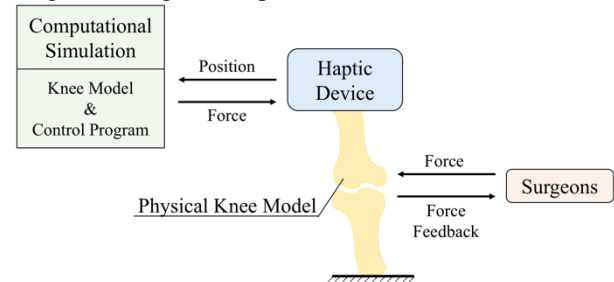 Computational
Simulation
Knee Model
&
Control Program
Position
Force
Haptic
Device
Physical Knee Model
Force
Force
Feedback
Surgeons